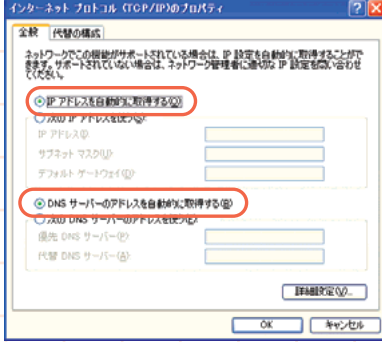 インターネット プロトコル (TCP/IP)のプロパティ
全般 代替の構成
ネットワークでこの機能がサポートされている場合は、IP 設定を自動的に取得することがで
きます。サポートされていない場合は、ネットワーク管理者に適切な IP 設定を問い合わせ
てください。
IP アドレスを自動的に取得する(O)
次の IP アドレスを使う(S):
IP アドレス(I):
サブネット マスク(U):
デフォルト ゲートウェイ(D):
DNS サーバーのアドレスを自動的に取得する(B)
次の DNS サーバーのアドレスを使う(E):
優先 DNS サーバー(P):
代替 DNS サーバー(A):
詳細設定(V)...
OK キャンセル